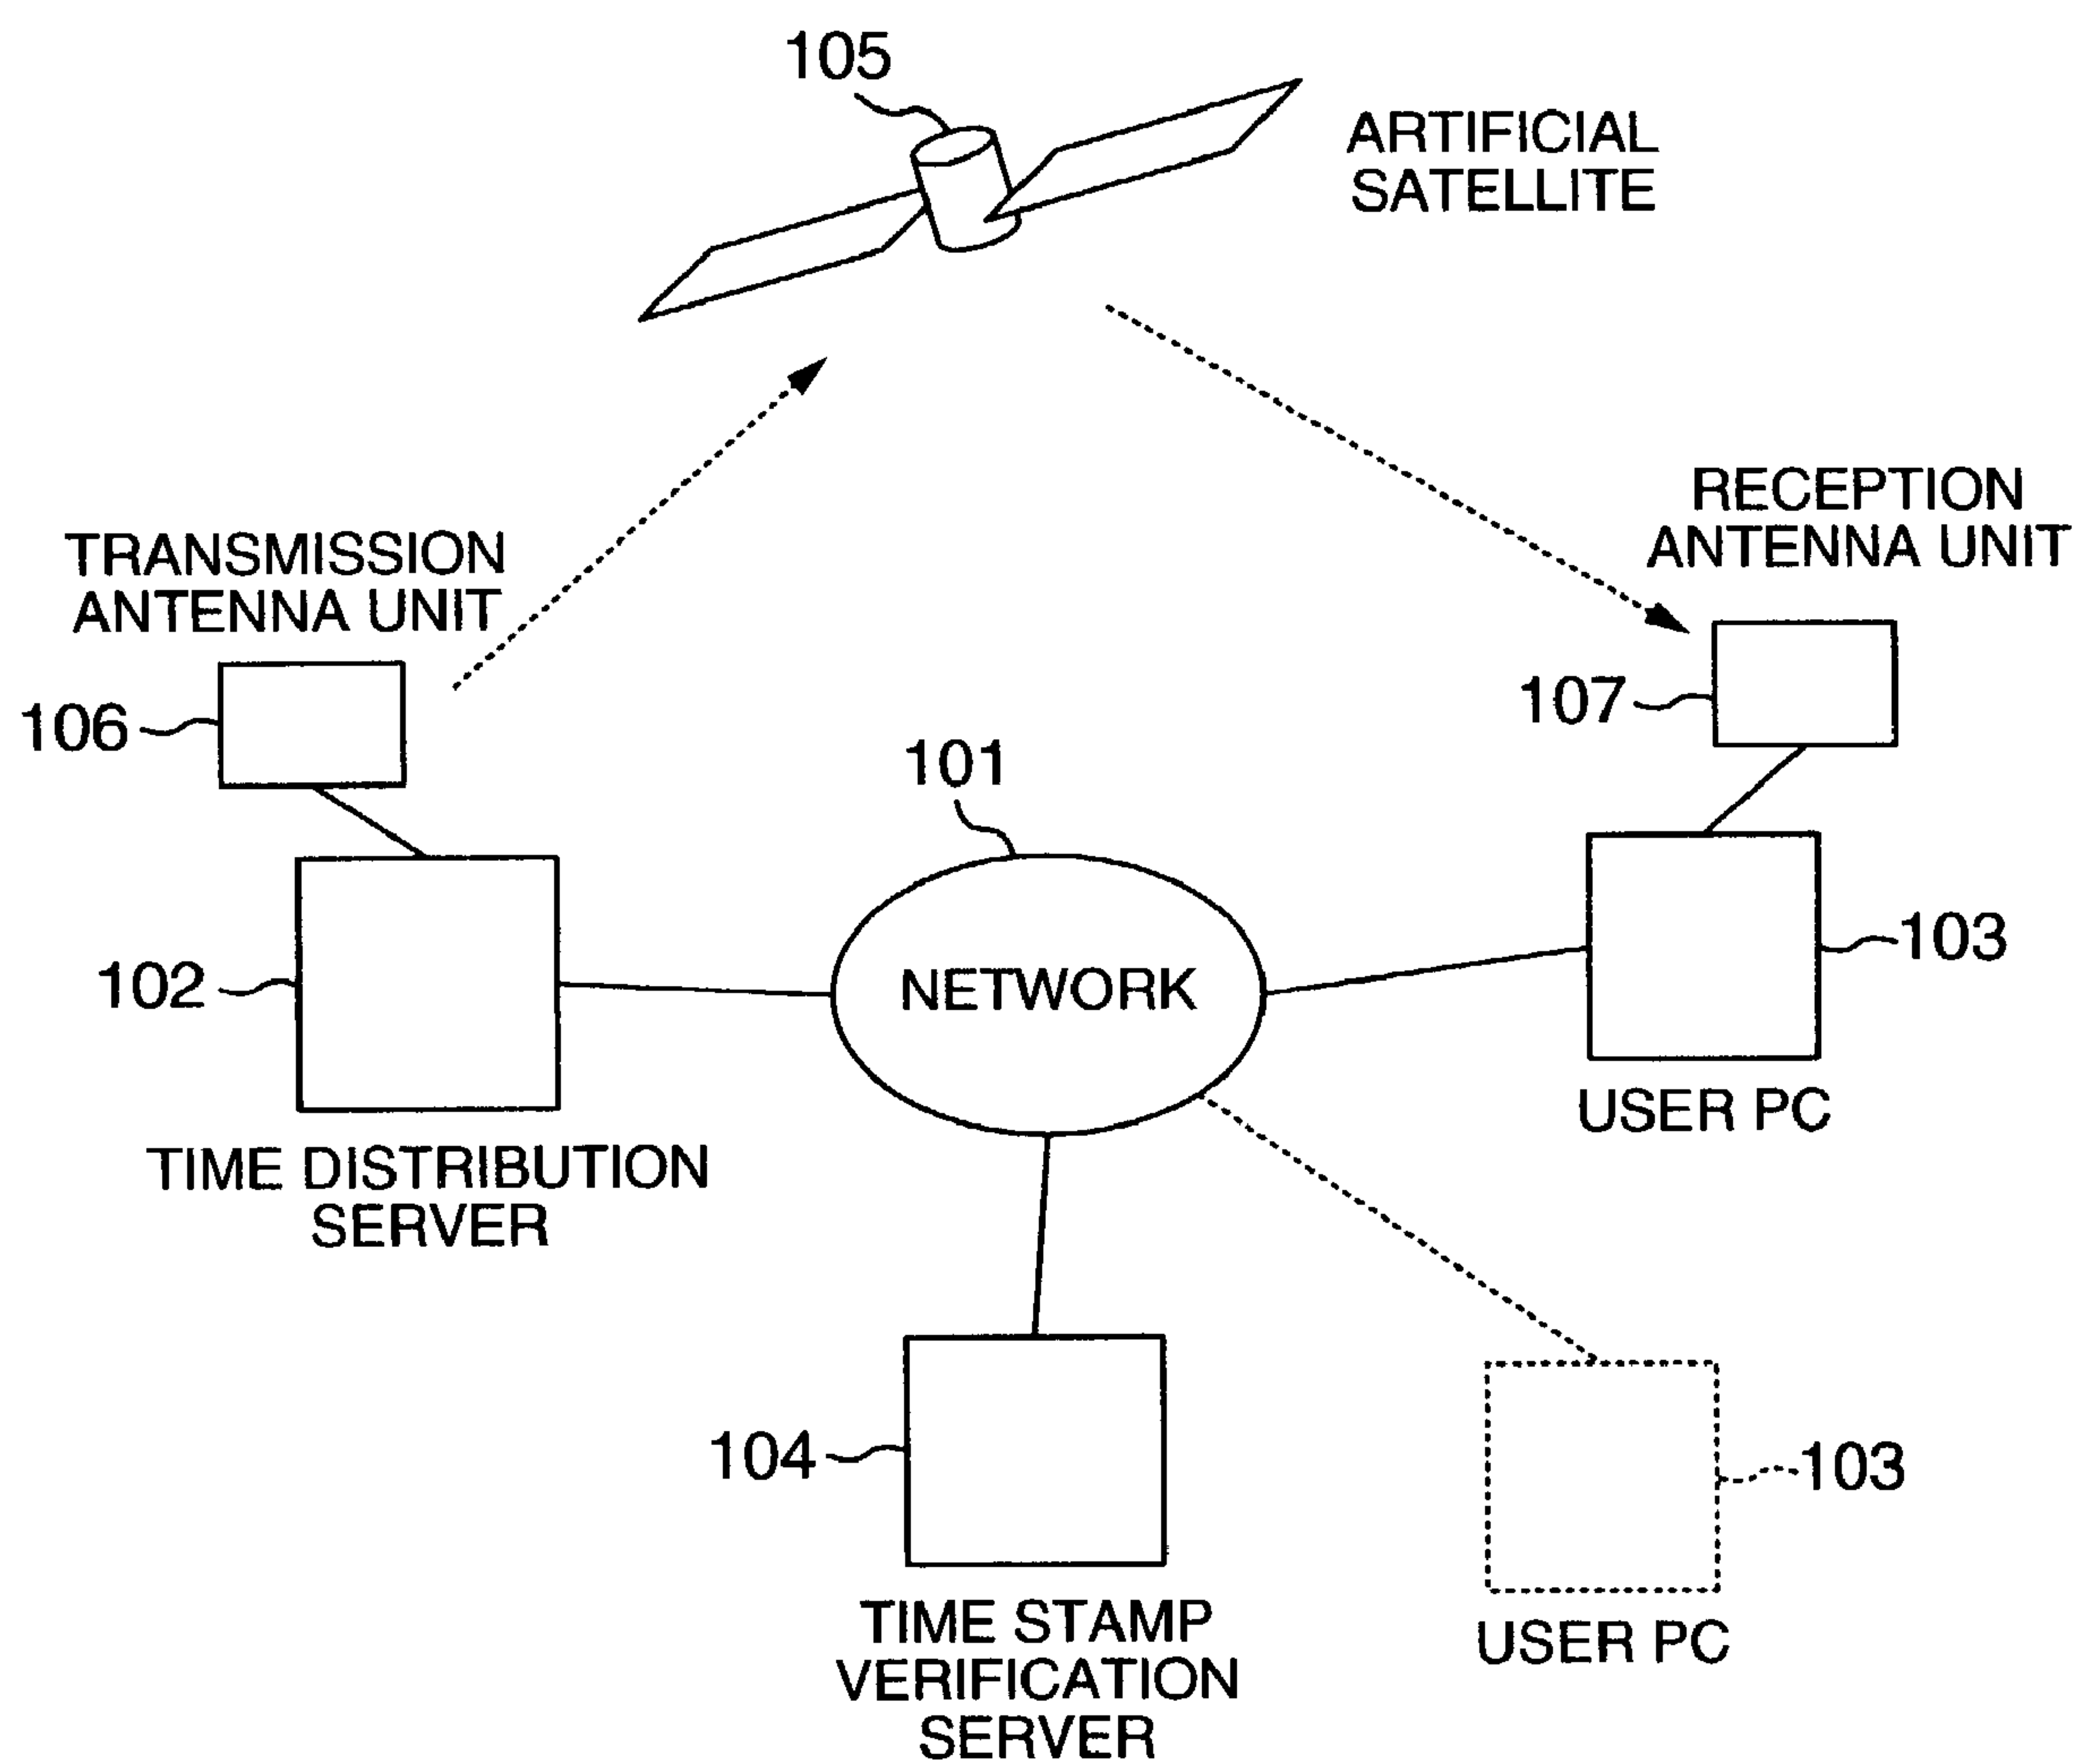 105
ARTIFICIAL
SATELLITE
TRANSMISSION
ANTENNA UNIT
RECEPTION
ANTENNA UNIT
106
107
101
102
NETWORK
103
TIME DISTRIBUTION
SERVER
USER PC
104
103
TIME STAMP
VERIFICATION
SERVER
USER PC